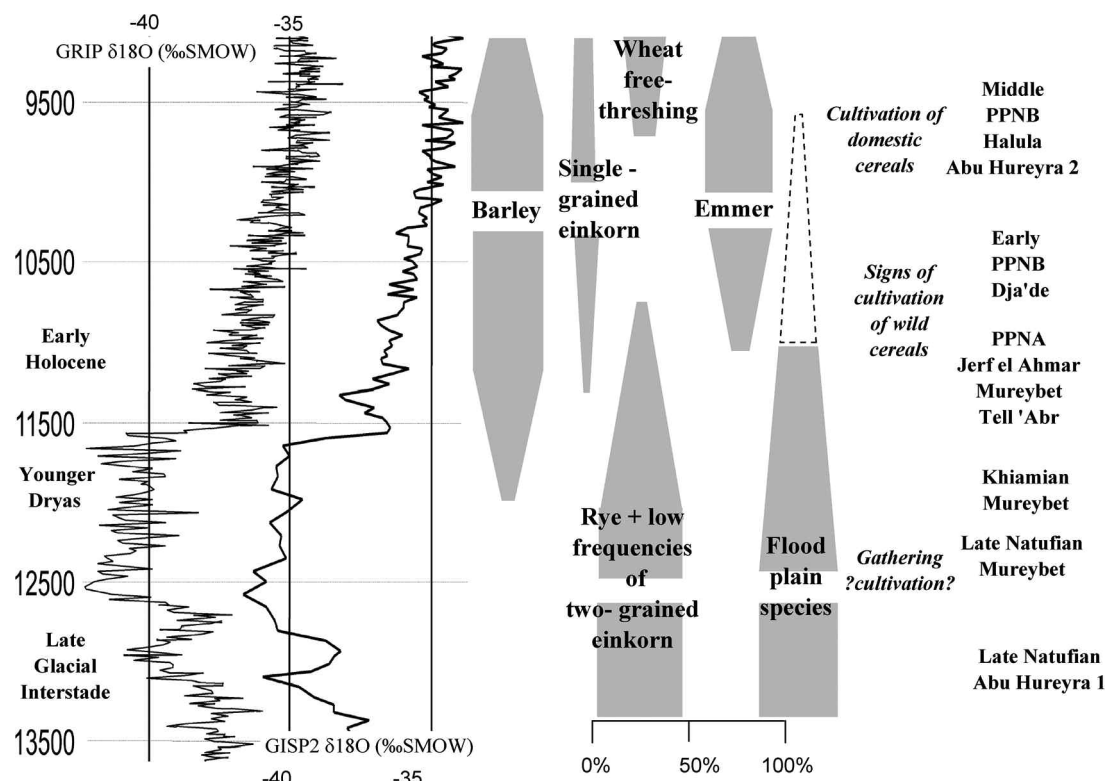 -40
-35
GRIP δ18O (‰SMOW)
9500
10500
11500
12500
13500
Early
Holocene
Younger
Dryas
Late
Glacial
Interstade
GISP2 δ18O (‰SMOW)
-40
-35
Barley
Single -
grained
einkorn
Wheat
free-
threshing
Emmer
Rye + low
frequencies
of
two- grained
einkorn
Flood
plain
species
0%
50%
100%
Cultivation of
domestic
cereals
Signs of
cultivation
of wild
cereals
Gathering
?cultivation?
Middle
PPNB
Halula
Abu Hureyra 2
Early
PPNB
Dja'de
PPNA
Jerf el Ahmar
Mureybet
Tell 'Abr
Khiamian
Mureybet
Late Natufian
Mureybet
Late Natufian
Abu Hureyra 1